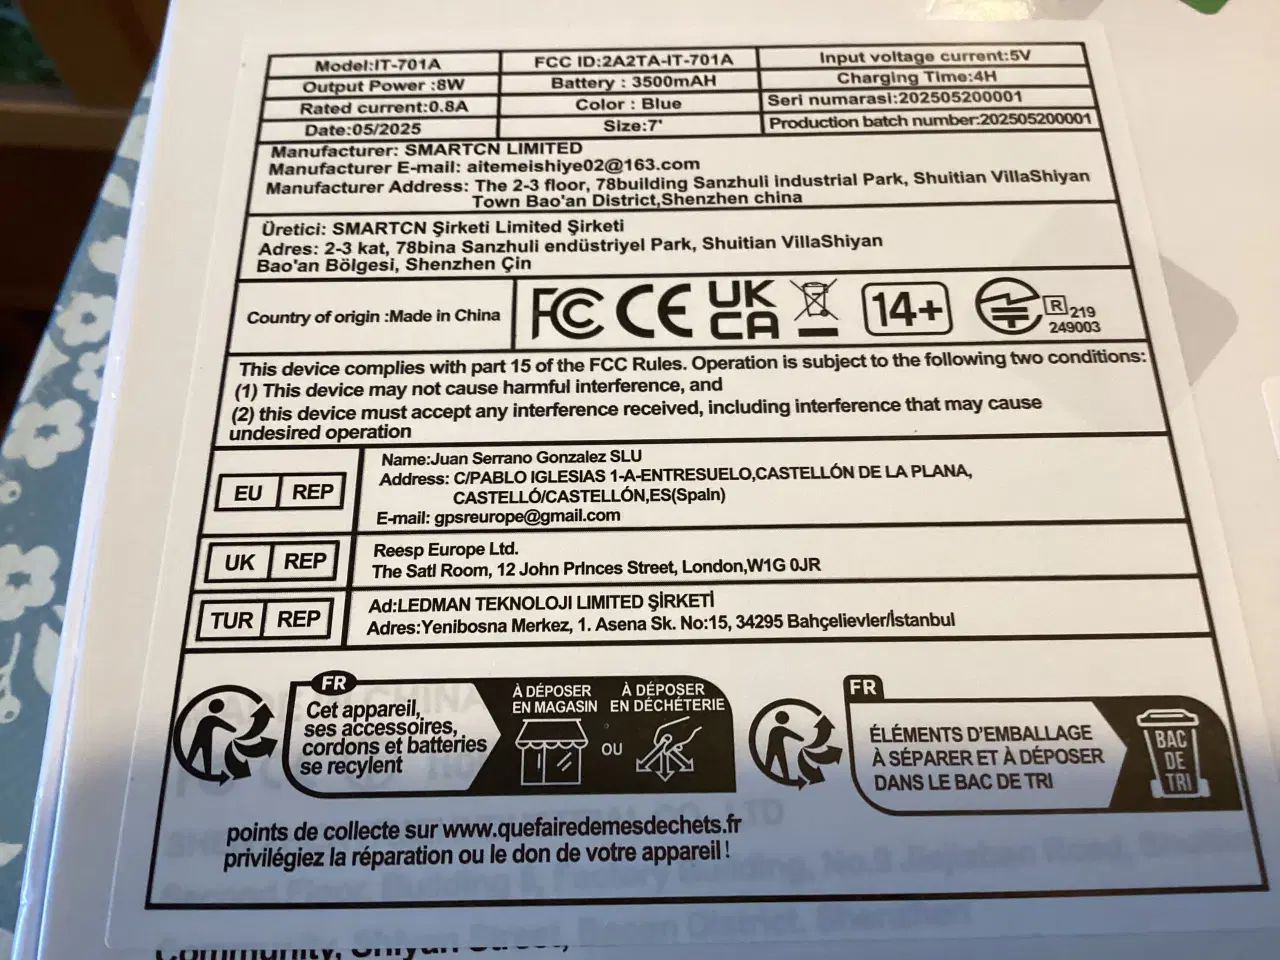 Model:IT-701A
FCC ID:2A2TA-IT-701A
Input voltage current:5V
Output Power :8W
Battery : 3500mAH
Charging Time:4H
Rated current:0.8A
Color : Blue
Seri numarasi:202505200001
Date:05/2025
Size:7'
Production batch number:202505200001
Manufacturer: SMARTCN LIMITED
Manufacturer E-mail: aitemeishiye02@163.com
Manufacturer Address: The 2-3 floor, 78building Sanzhuli industrial Park, Shuitian VillaShiyan
Town Bao'an District,Shenzhen china
Üretici: SMARTCN Şirketi Limited Şirketi
Adres: 2-3 kat, 78bina Sanzhuli endüstriyel Park, Shuitian VillaShiyan
Bao'an Bölgesi, Shenzhen Çin
Country of origin :Made in China
FC CE UK
CA
14+
R 219
249003
This device complies with part 15 of the FCC Rules. Operation is subject to the following two conditions:
(1) This device may not cause harmful interference, and
(2) this device must accept any interference received, including interference that may cause
undesired operation
EU REP
Name:Juan Serrano Gonzalez SLU
Address: C/PABLO IGLESIAS 1-A-ENTRESUELO,CASTELLÓN DE LA PLANA,
CASTELLÓ/CASTELLÓN,ES(Spain)
E-mail: gpsreurope@gmail.com
UK REP
Reesp Europe Ltd.
The Satl Room, 12 John Prlnces Street, London,W1G 0JR
TUR REP
Ad:LEDMAN TEKNOLOJI LIMITED ŞİRKETİ
Adres:Yenibosna Merkez, 1. Asena Sk. No:15, 34295 Bahçelievler/İstanbul
FR
Cet appareil,
ses accessoires,
cordons et batteries
se recylent
À DÉPOSER
EN MAGASIN
OU
À DÉPOSER
EN DÉCHÉTERIE
FR
ÉLÉMENTS D'EMBALLAGE
À SÉPARER ET À DÉPOSER
DANS LE BAC DE TRI
BAC
DE
TRI
points de collecte sur www.quefairedemesdechets.fr
privilégiez la réparation ou le don de votre appareil !